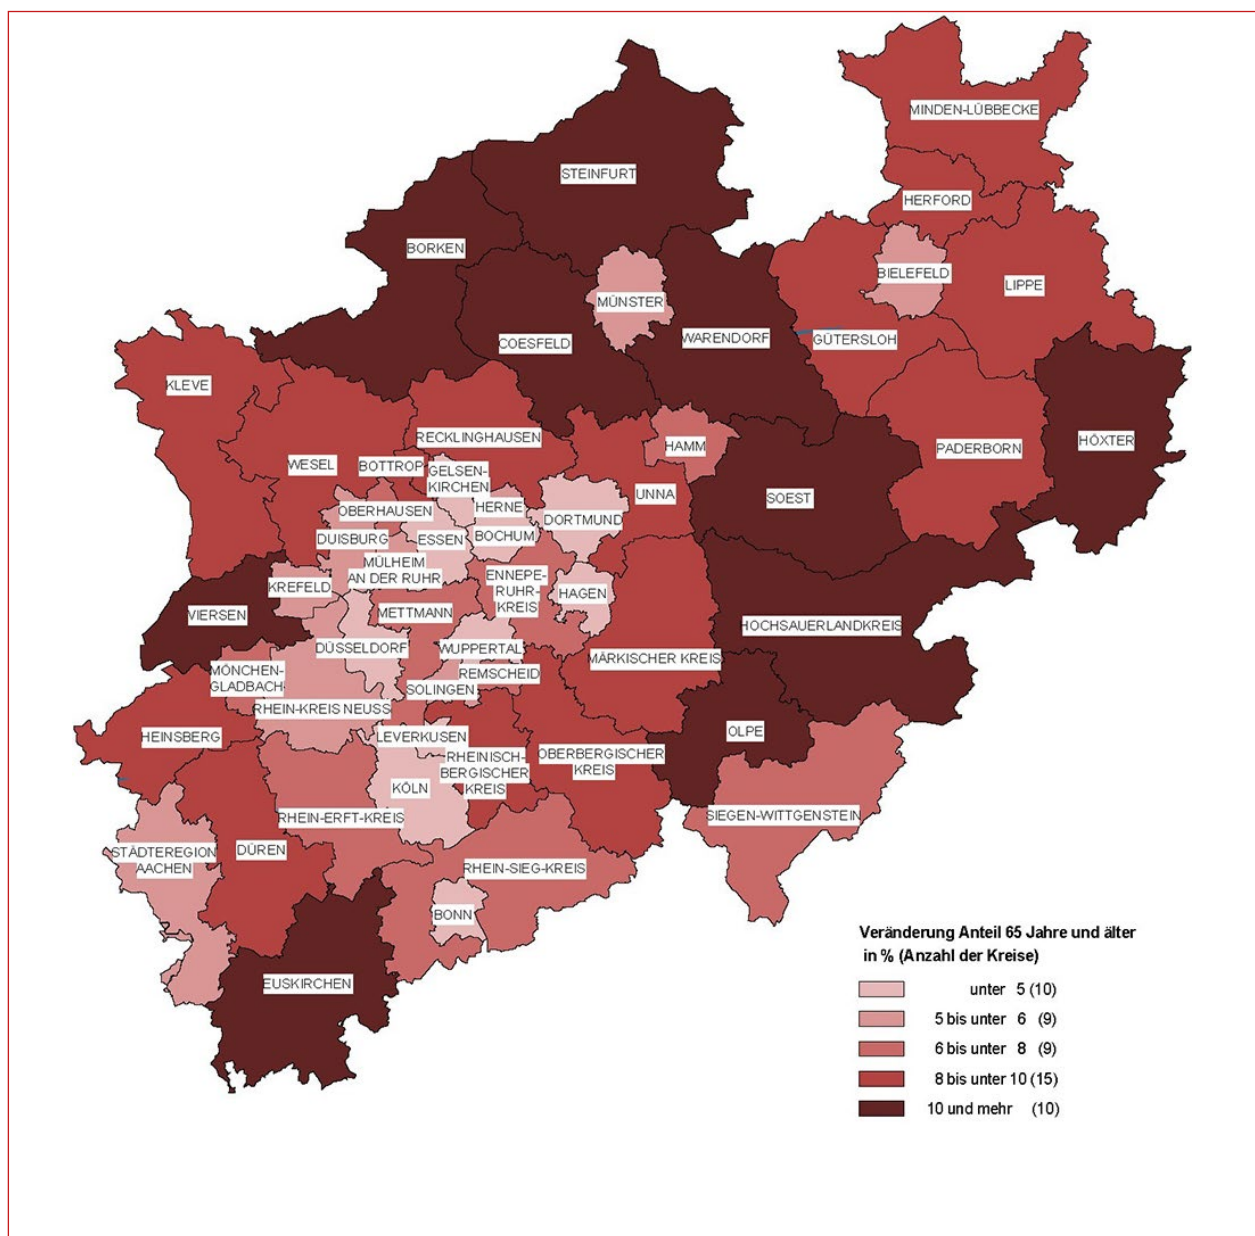 MINDEN-LÜBBECKE
STEINFURT
HERFORD
BORKEN
BIELEFELD
LIPPE
MÜNSTER
COESFELD
WARENDORF
GÜTERSLOH
KLEVE
RECKLINGHAUSEN
HAMM
HÖXTER
PADERBORN
WESEL
BOTTROP
GELSEN-
KIRCHEN
UNNA
SOEST
OBERHAUSEN
HERNE
DORTMUND
DUISBURG
ESSEN
BOCHUM
MÜLHEIM
AN DER RUHR
ENNEPE-
RUHR-
KREIS
KREFELD
HAGEN
VIERSEN
METTMANN
HOCHSAUERLANDKREIS
DÜSSELDORF
WUPPERTAL
MÄRKISCHER KREIS
MÖNCHEN-
GLADBACH
REMSCHEID
SOLINGEN
RHEIN-KREIS NEUSS
HEINSBERG
LEVERKUSEN
OLPE
RHEINISCH-
BERGISCHER
KREIS
OBERBERGISCHER
KREIS
KÖLN
RHEIN-ERFT-KREIS
SIEGEN-WITTGENSTEIN
STÄDTEREGION
AACHEN
DÜREN
RHEIN-SIEG-KREIS
BONN
EUSKIRCHEN
Veränderung Anteil 65 Jahre und älter
in % (Anzahl der Kreise)
unter 5 (10)
5 bis unter 6 (9)
6 bis unter 8 (9)
8 bis unter 10 (15)
10 und mehr (10)